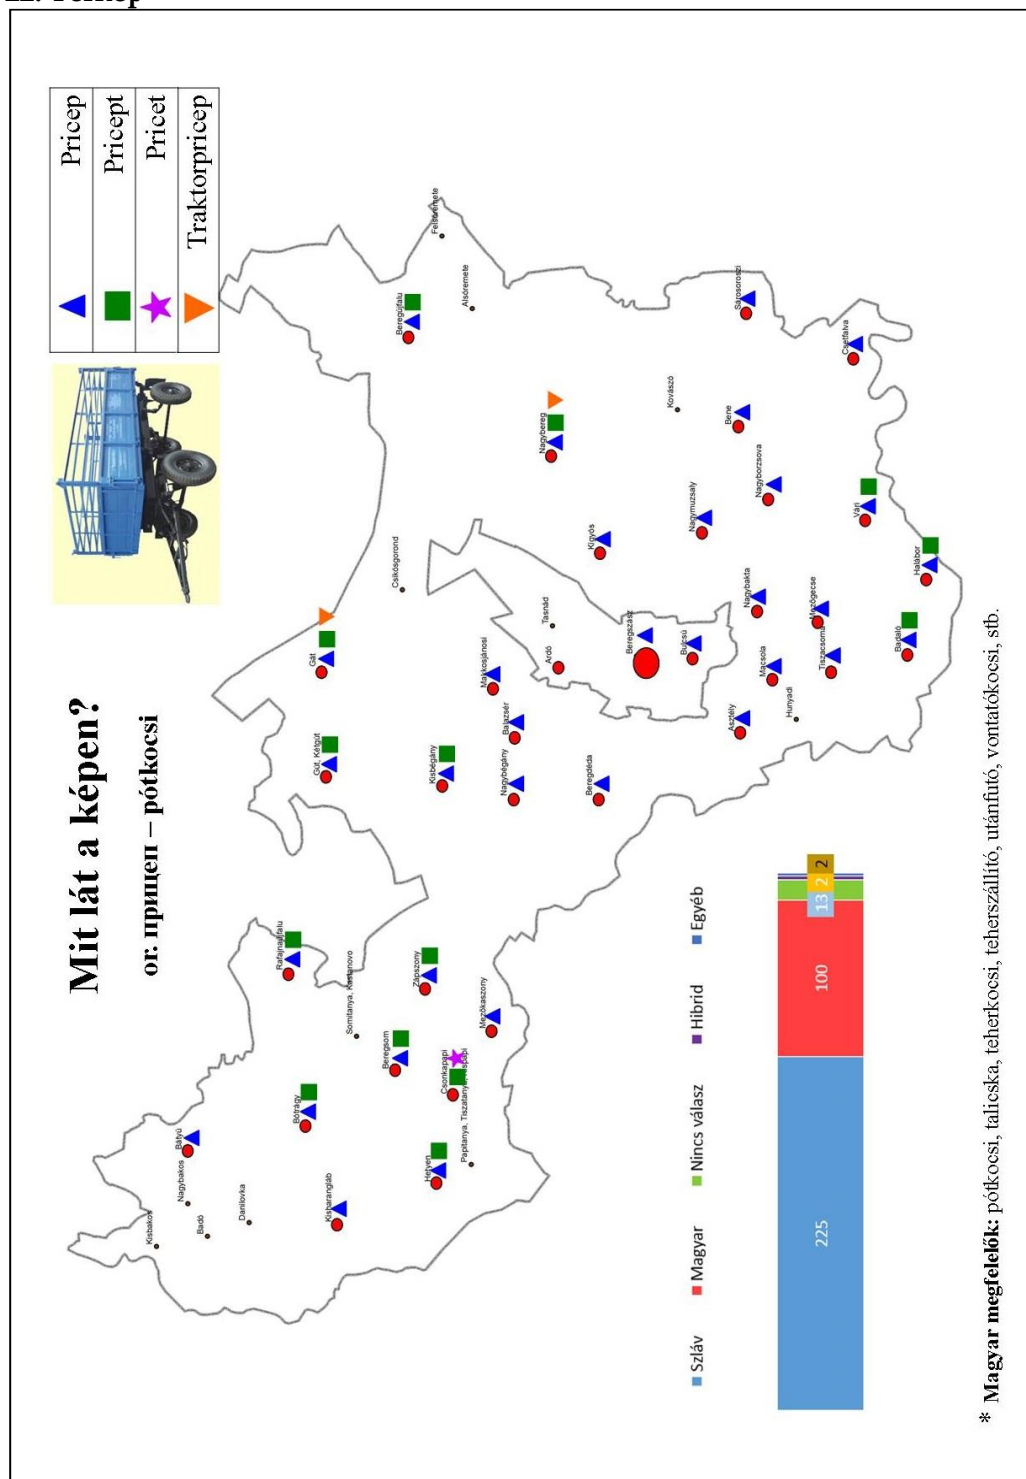 Mit lát a képen?
or. прицеп – pótkocsi
Pricep
Pricept
Pricet
Traktorpricep
Kisbakos
Nagybakos
Bátyú
Badó
Danilovka
Rafajnaújfalu
Bótrágy
Kisharangláb
Somitanya, Kastanovo
Beregsom
Zápszony
Hetyen
Csonkapapi
Papitanya, Tiszatanya,
Mezőkaszony
Gút, Kétgút
Gát
Kisbégány
Csikósgorond
Beregújfalu
Felsőremete
Alsóremete
Makkosjánosi
Nagybégány
Balazsér
Beregdéda
Ardó
Tasnád
Nagybereg
Kígyós
Beregszász
Kovászó
Bulcsú
Nagymuzsaly
Asztély
Bene
Sárosoroszi
Nagybakta
Nagyborzsova
Macsola
Hunyadi
Mezőgecse
Tiszacsoma
Csetfalva
Vári
Badaló
Halábor
Szláv
Magyar
Nincs válasz
Hibrid
Egyéb
225
100
13
2
2
* Magyar megfelelők: pótkocsi, talicska, teherkocsi, teherszállító, utánfutó, vontatókocsi, stb.